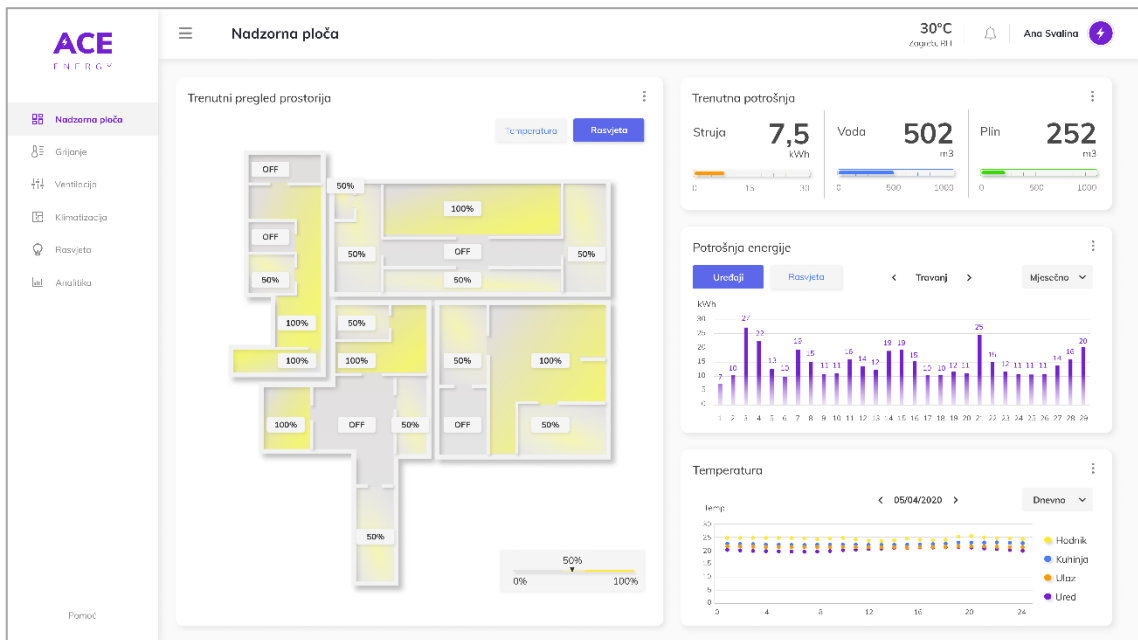 ACE
ENERGY
Nadzorna ploča
30°C
Zagreb, RH
Ana Svalina
Nadzorna ploča
Grijanje
Ventilacija
Klimatizacija
Rasvjeta
Analitika
Pomoć
Trenutni pregled prostorija
Temperatura
Rasvjeta
OFF
50%
100%
OFF
50%
OFF
50%
50%
50%
100%
50%
100%
100%
50%
100%
100%
OFF
50%
OFF
50%
50%
50%
0%
100%
Trenutna potrošnja
Struja
7,5
kWh
0 15 30
Voda
502
m3
0 500 1000
Plin
252
m3
0 500 1000
Potrošnja energije
Uređaji
Rasvjeta
Travanj
Mjesečno
kWh
30
25
20
15
10
5
0
7 10 27 22 13 10 19 15 11 11 16 14 12 19 19 15 10 10 12 11 25 15 12 11 11 11 14 16 20
1 2 3 4 5 6 7 8 9 10 11 12 13 14 15 16 17 18 19 20 21 22 23 24 25 26 27 28 29
Temperatura
05/04/2020
Dnevno
Temp
30
25
20
15
10
5
0
0 4 8 12 16 20 24
Hodnik
Kuhinja
Ulaz
Ured